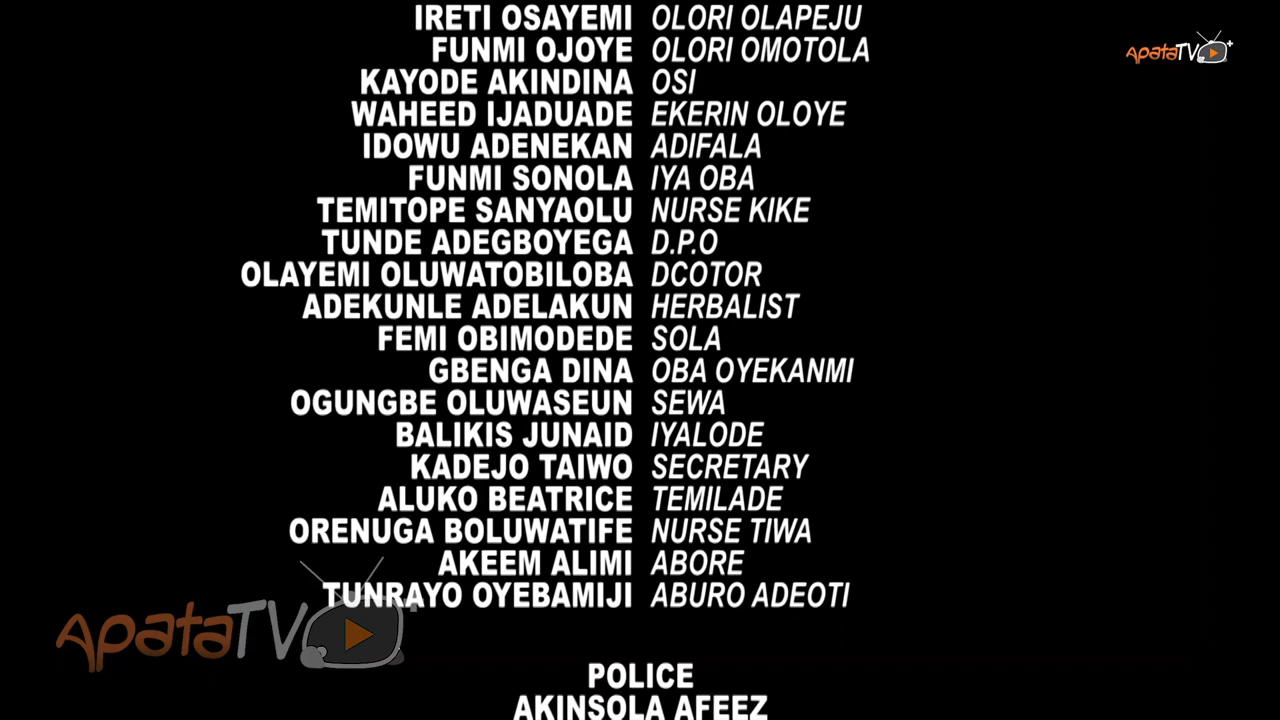 IRETI OSAYEMI OLORI OLAPEJU
FUNMI OJOYE OLORI OMOTOLA
KAYODE AKINDINA OSI
WAHEED IJADUADE EKERIN OLOYE
IDOWU ADENEKAN ADIFALA
FUNMI SONOLA IYA OBA
TEMITOPE SANYAOLU NURSE KIKE
TUNDE ADEGBOYEGA D.P.O
OLAYEMI OLUWATOBILOBA DCOTOR
ADEKUNLE ADELAKUN HERBALIST
FEMI OBIMODEDE SOLA
GBENGA DINA OBA OYEKANMI
OGUNGBE OLUWASEUN SEWA
BALIKIS JUNAID IYALODE
KADEJO TAIWO SECRETARY
ALUKO BEATRICE TEMILADE
ORENUGA BOLUWATIFE NURSE TIWA
AKEEM ALIMI ABORE
TUNRAYO OYEBAMIJI ABURO ADEOTI
POLICE
AKINSOLA AFEEZ
ApataTV+
ApataTV+